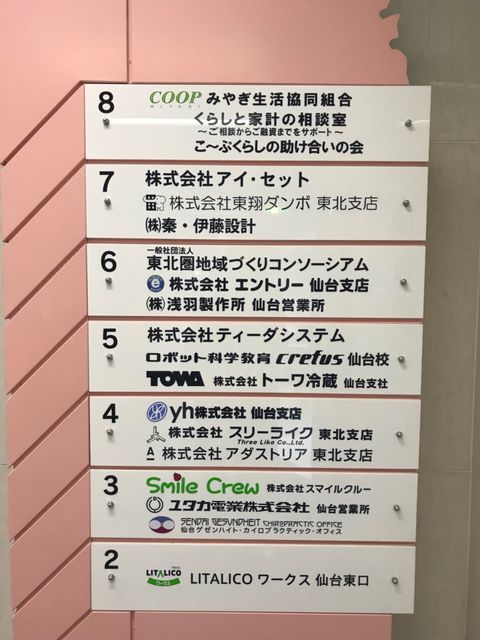 8
COOP みやぎ生活協同組合
MIYAGI
くらしと家計の相談室
～ご相談からご融資までをサポート～
こ～ぷくらしの助け合いの会
7
株式会社アイ・セット
株式会社東翔ダンボ 東北支店
㈱秦・伊藤設計
6
一般社団法人
東北圏地域づくりコンソーシアム
e 株式会社 エントリー 仙台支店
㈱浅羽製作所 仙台営業所
5
株式会社ティーダシステム
ロボット科学教育 crefus 仙台校
TOWA 株式会社トーワ冷蔵 仙台支社
4
yh株式会社 仙台支店
株式会社 スリーライク 東北支店
Three Like Co.,Ltd.
A 株式会社 アダストリア 東北支店
3
Smile Crew 株式会社スマイルクルー
ユタカ電業株式会社 仙台営業所
SENDAI GESUNDHEIT CHIROPRACTIC OFFICE
仙台ゲゼンハイト・カイロプラクティック・オフィス
2
LITALICO ワークス LITALICO ワークス 仙台東口